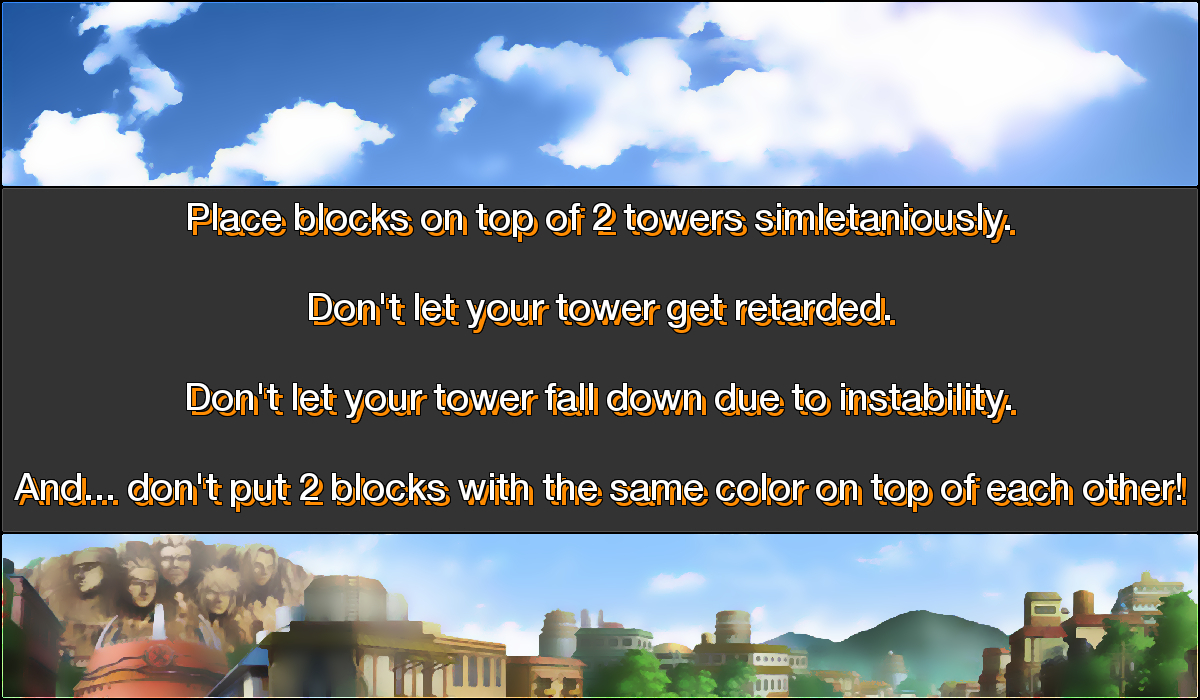 Place blocks on top of 2 towers simletaniously.
Don't let your tower get retarded.
Don't let your tower fall down due to instability.
And... don't put 2 blocks with the same color on top of each other!